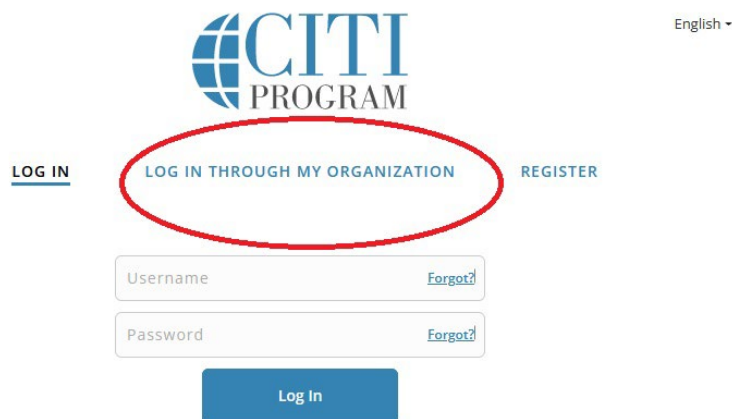 English
CITI
PROGRAM
LOG IN
LOG IN THROUGH MY ORGANIZATION
REGISTER
Username Forgot?
Password Forgot?
Log In